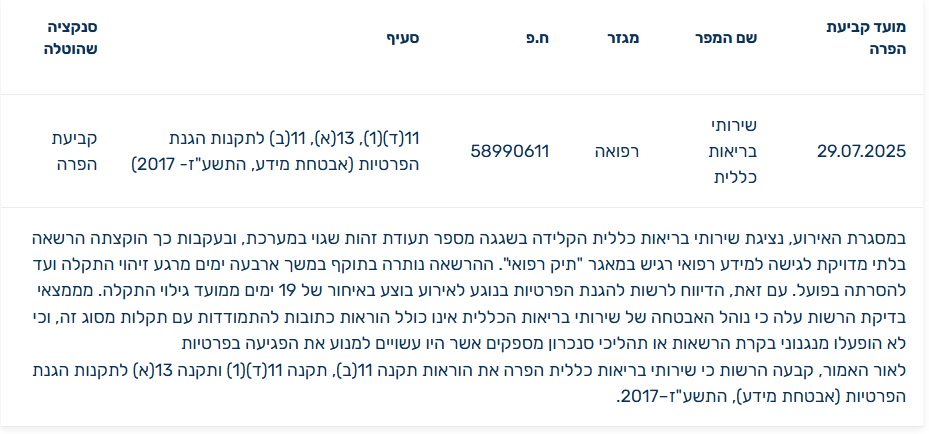 מועד קביעת הפרה
שם המפר
מגזר
ח.פ
סעיף
סנקציה שהוטלה
29.07.2025
שירותי בריאות כללית
רפואה
58990611
11(ד)(1), 13(א), 11(ב) לתקנות הגנת
הפרטיות (אבטחת מידע, התשע"ז- 2017)
קביעת הפרה
במסגרת האירוע, נציגת שירותי בריאות כללית הקלידה בשגגה מספר תעודת זהות שגוי במערכת, ובעקבות כך הוקצתה הרשאה
בלתי מדויקת לגישה למידע רפואי רגיש במאגר "תיק רפואי". ההרשאה נותרה בתוקף במשך ארבעה ימים מרגע זיהוי התקלה ועד
להסרתה בפועל. עם זאת, הדיווח לרשות להגנת הפרטיות בנוגע לאירוע בוצע באיחור של 19 ימים ממועד גילוי התקלה. מממצאי
בדיקת הרשות עלה כי נוהל האבטחה של שירותי בריאות הכללית אינו כולל הוראות כתובות להתמודדות עם תקלות מסוג זה, וכי
לא הופעלו מנגנוני בקרת הרשאות או תהליכי סנכרון מספקים אשר היו עשויים למנוע את הפגיעה בפרטיות
לאור האמור, קבעה הרשות כי שירותי בריאות כללית הפרה את הוראות תקנה 11(ב), תקנה 11(ד)(1) ותקנה 13(א) לתקנות הגנת
הפרטיות (אבטחת מידע), התשע"ז–2017.